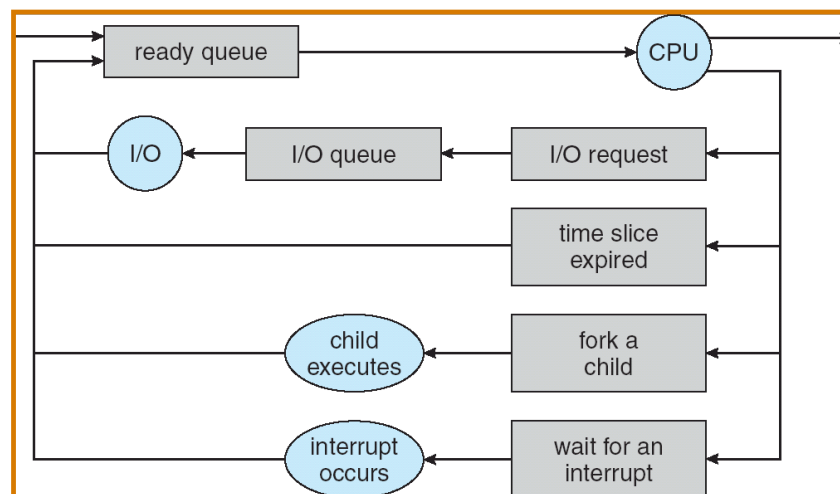 ready queue
CPU
I/O
I/O queue
I/O request
time slice
expired
child
executes
fork a
child
interrupt
occurs
wait for an
interrupt